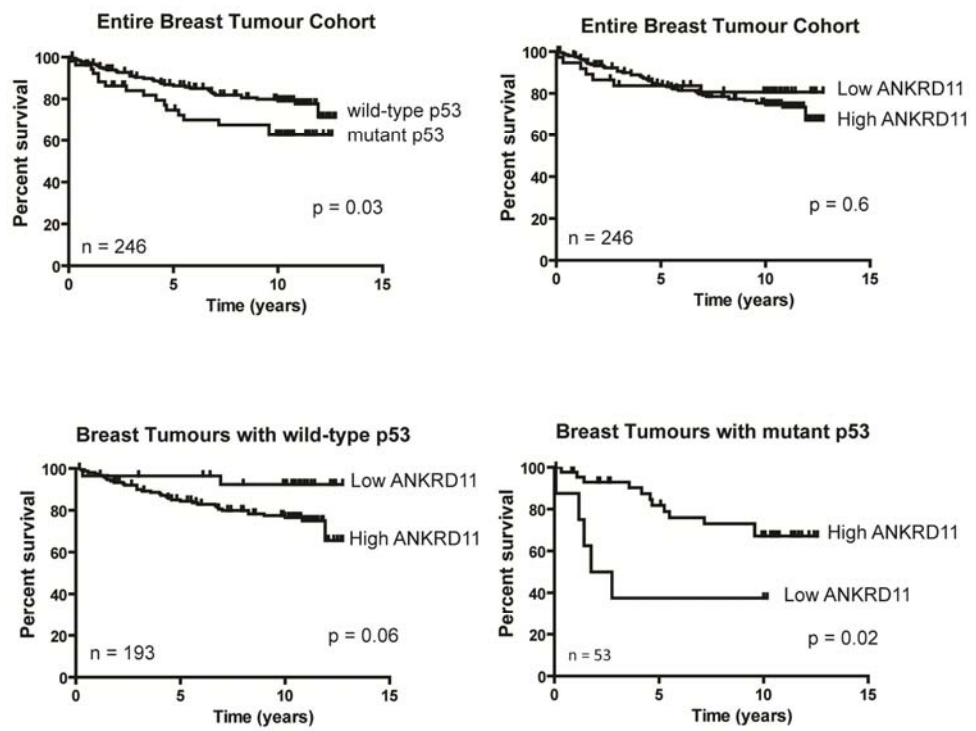 Entire Breast Tumour Cohort
Percent survival
100
80
60
40
20
0
0 5 10 15
Time (years)
wild-type p53
mutant p53
p = 0.03
n = 246
Entire Breast Tumour Cohort
Percent survival
100
80
60
40
20
0
0 5 10 15
Time (years)
Low ANKRD11
High ANKRD11
p = 0.6
n = 246
Breast Tumours with wild-type p53
Percent survival
100
80
60
40
20
0
0 5 10 15
Time (years)
Low ANKRD11
High ANKRD11
p = 0.06
n = 193
Breast Tumours with mutant p53
Percent survival
100
80
60
40
20
0
0 5 10 15
Time (years)
High ANKRD11
Low ANKRD11
p = 0.02
n = 53